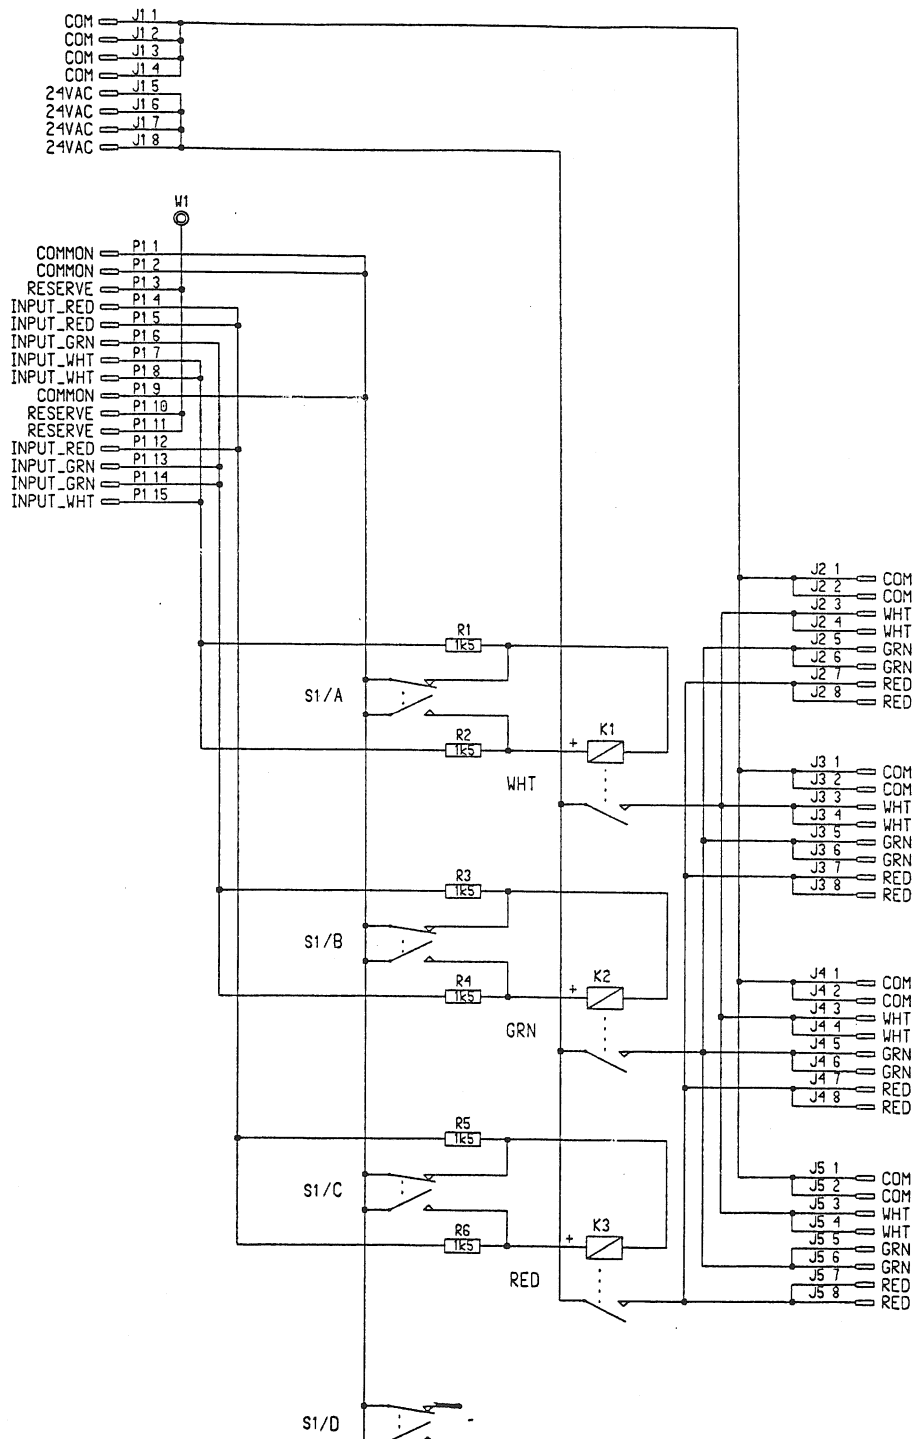 COM J1 1
COM J1 2
COM J1 3
COM J1 4
24VAC J1 5
24VAC J1 6
24VAC J1 7
24VAC J1 8
W1
COMMON P1 1
COMMON P1 2
RESERVE P1 3
INPUT_RED P1 4
INPUT_RED P1 5
INPUT_GRN P1 6
INPUT_WHT P1 7
INPUT_WHT P1 8
COMMON P1 9
RESERVE P1 10
RESERVE P1 11
INPUT_RED P1 12
INPUT_GRN P1 13
INPUT_GRN P1 14
INPUT_WHT P1 15
J2 1 COM
J2 2 COM
J2 3 WHT
J2 4 WHT
J2 5 GRN
J2 6 GRN
J2 7 RED
J2 8 RED
R1
1k5
S1/A
R2
1k5
+
K1
WHT
J3 1 COM
J3 2 COM
J3 3 WHT
J3 4 WHT
J3 5 GRN
J3 6 GRN
J3 7 RED
J3 8 RED
R3
1k5
S1/B
R4
1k5
+
K2
GRN
J4 1 COM
J4 2 COM
J4 3 WHT
J4 4 WHT
J4 5 GRN
J4 6 GRN
J4 7 RED
J4 8 RED
R5
1k5
S1/C
R6
1k5
+
K3
RED
J5 1 COM
J5 2 COM
J5 3 WHT
J5 4 WHT
J5 5 GRN
J5 6 GRN
J5 7 RED
J5 8 RED
S1/D